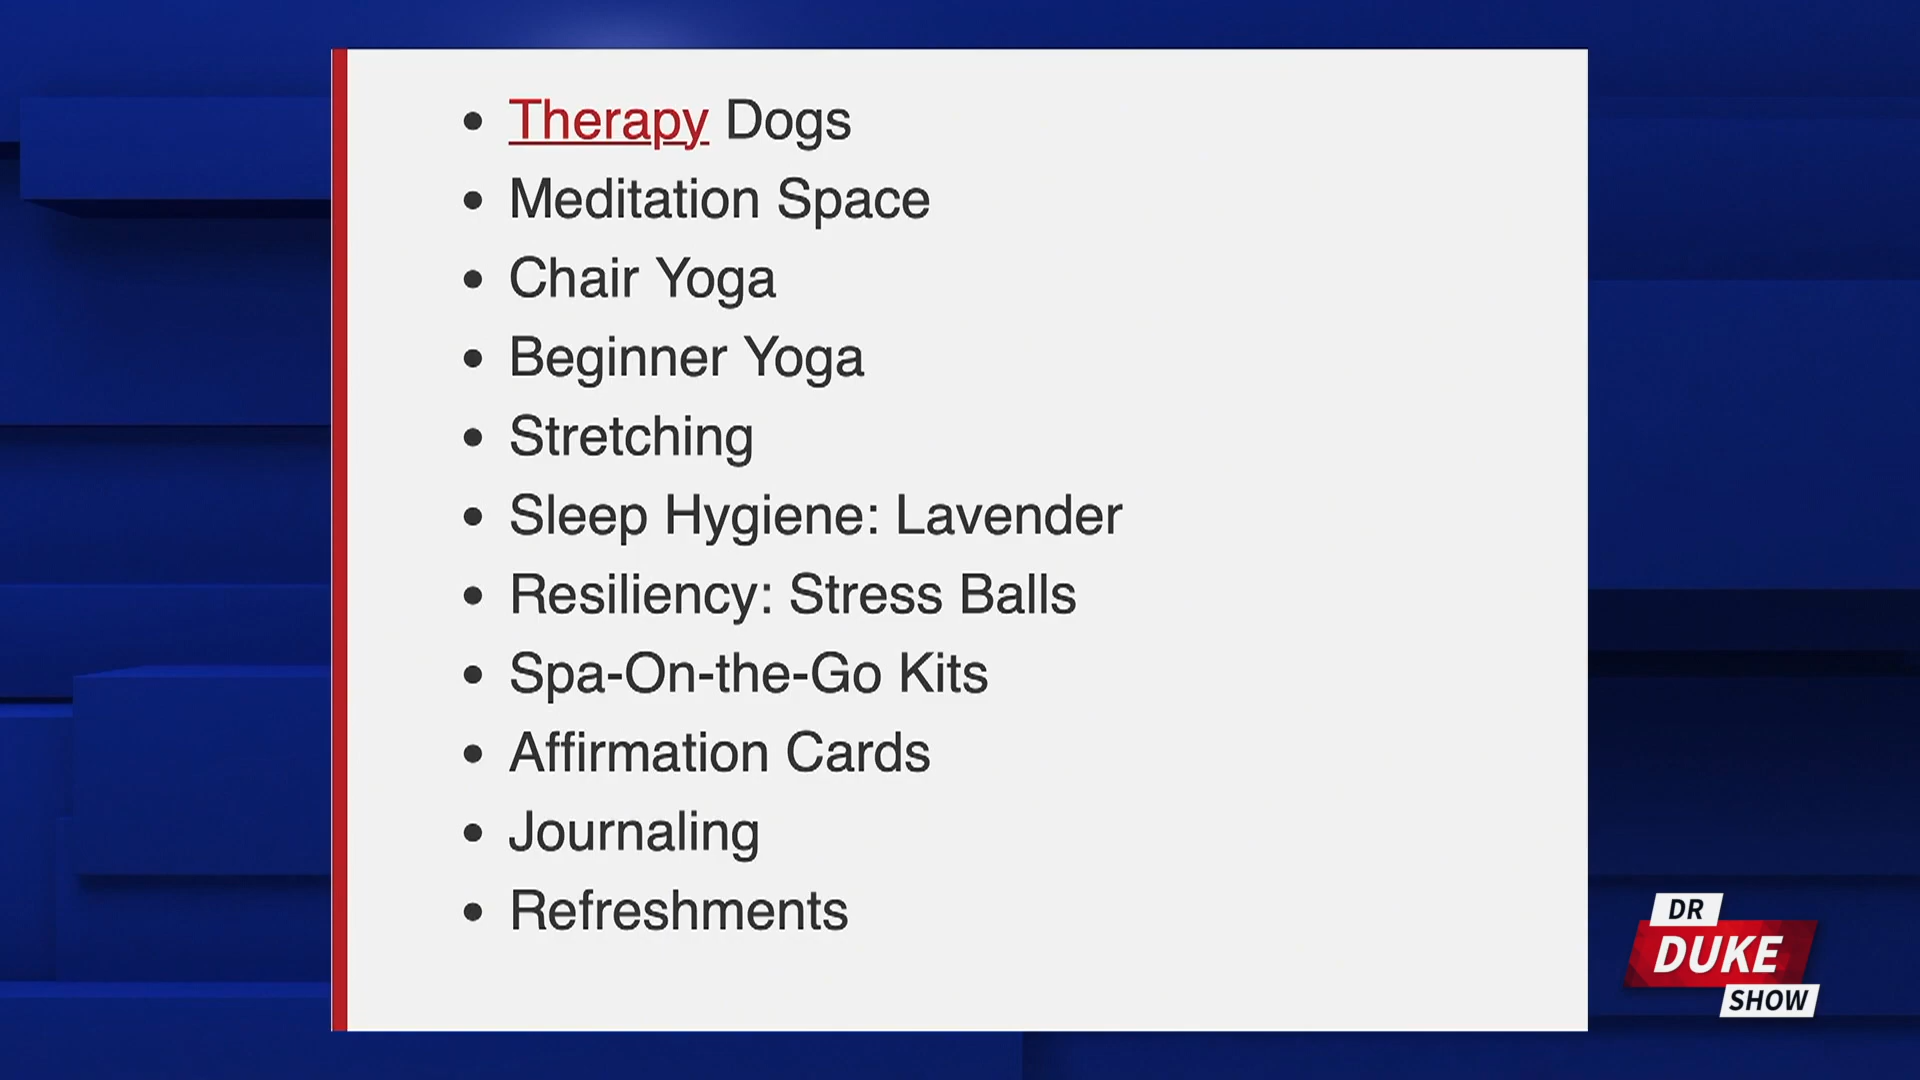 Therapy Dogs
Meditation Space
Chair Yoga
Beginner Yoga
Stretching
Sleep Hygiene: Lavender
Resiliency: Stress Balls
Spa-On-the-Go Kits
Affirmation Cards
Journaling
Refreshments
DR
DUKE
SHOW